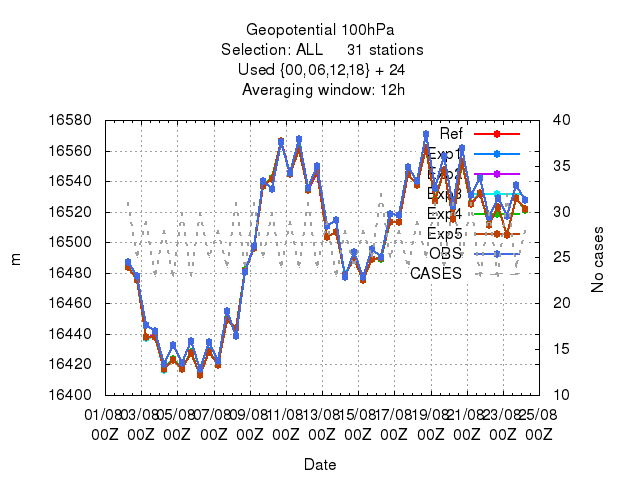 Geopotential 100hPa
Selection: ALL 31 stations
Used {00,06,12,18} + 24
Averaging window: 12h
16580
16560
16540
16520
16500
16480
16460
16440
16420
16400
m
40
35
30
25
20
15
10
No cases
Ref
Exp1
Exp2
Exp3
Exp4
Exp5
OBS
CASES
01/08 03/08 05/08 07/08 09/08 11/08 13/08 15/08 17/08 19/08 21/08 23/08 25/08
00Z 00Z 00Z 00Z 00Z 00Z 00Z 00Z 00Z 00Z 00Z 00Z 00Z
Date